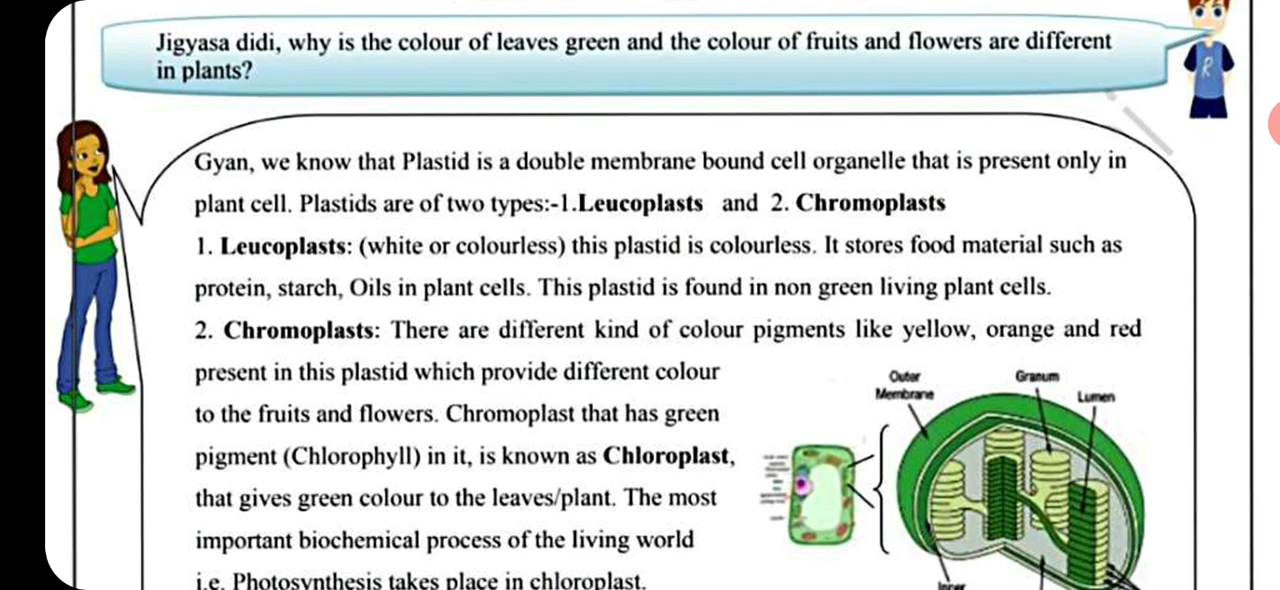 Jigyasa didi, why is the colour of leaves green and the colour of fruits and flowers are different
in plants?
R
Gyan, we know that Plastid is a double membrane bound cell organelle that is present only in
plant cell. Plastids are of two types:-1.Leucoplasts and 2. Chromoplasts
1. Leucoplasts: (white or colourless) this plastid is colourless. It stores food material such as
protein, starch, Oils in plant cells. This plastid is found in non green living plant cells.
2. Chromoplasts: There are different kind of colour pigments like yellow, orange and red
present in this plastid which provide different colour
to the fruits and flowers. Chromoplast that has green
pigment (Chlorophyll) in it, is known as Chloroplast,
that gives green colour to the leaves/plant. The most
important biochemical process of the living world
i.e. Photosynthesis takes place in chloroplast.
Outer
Membrane
Granum
Lumen
Inner